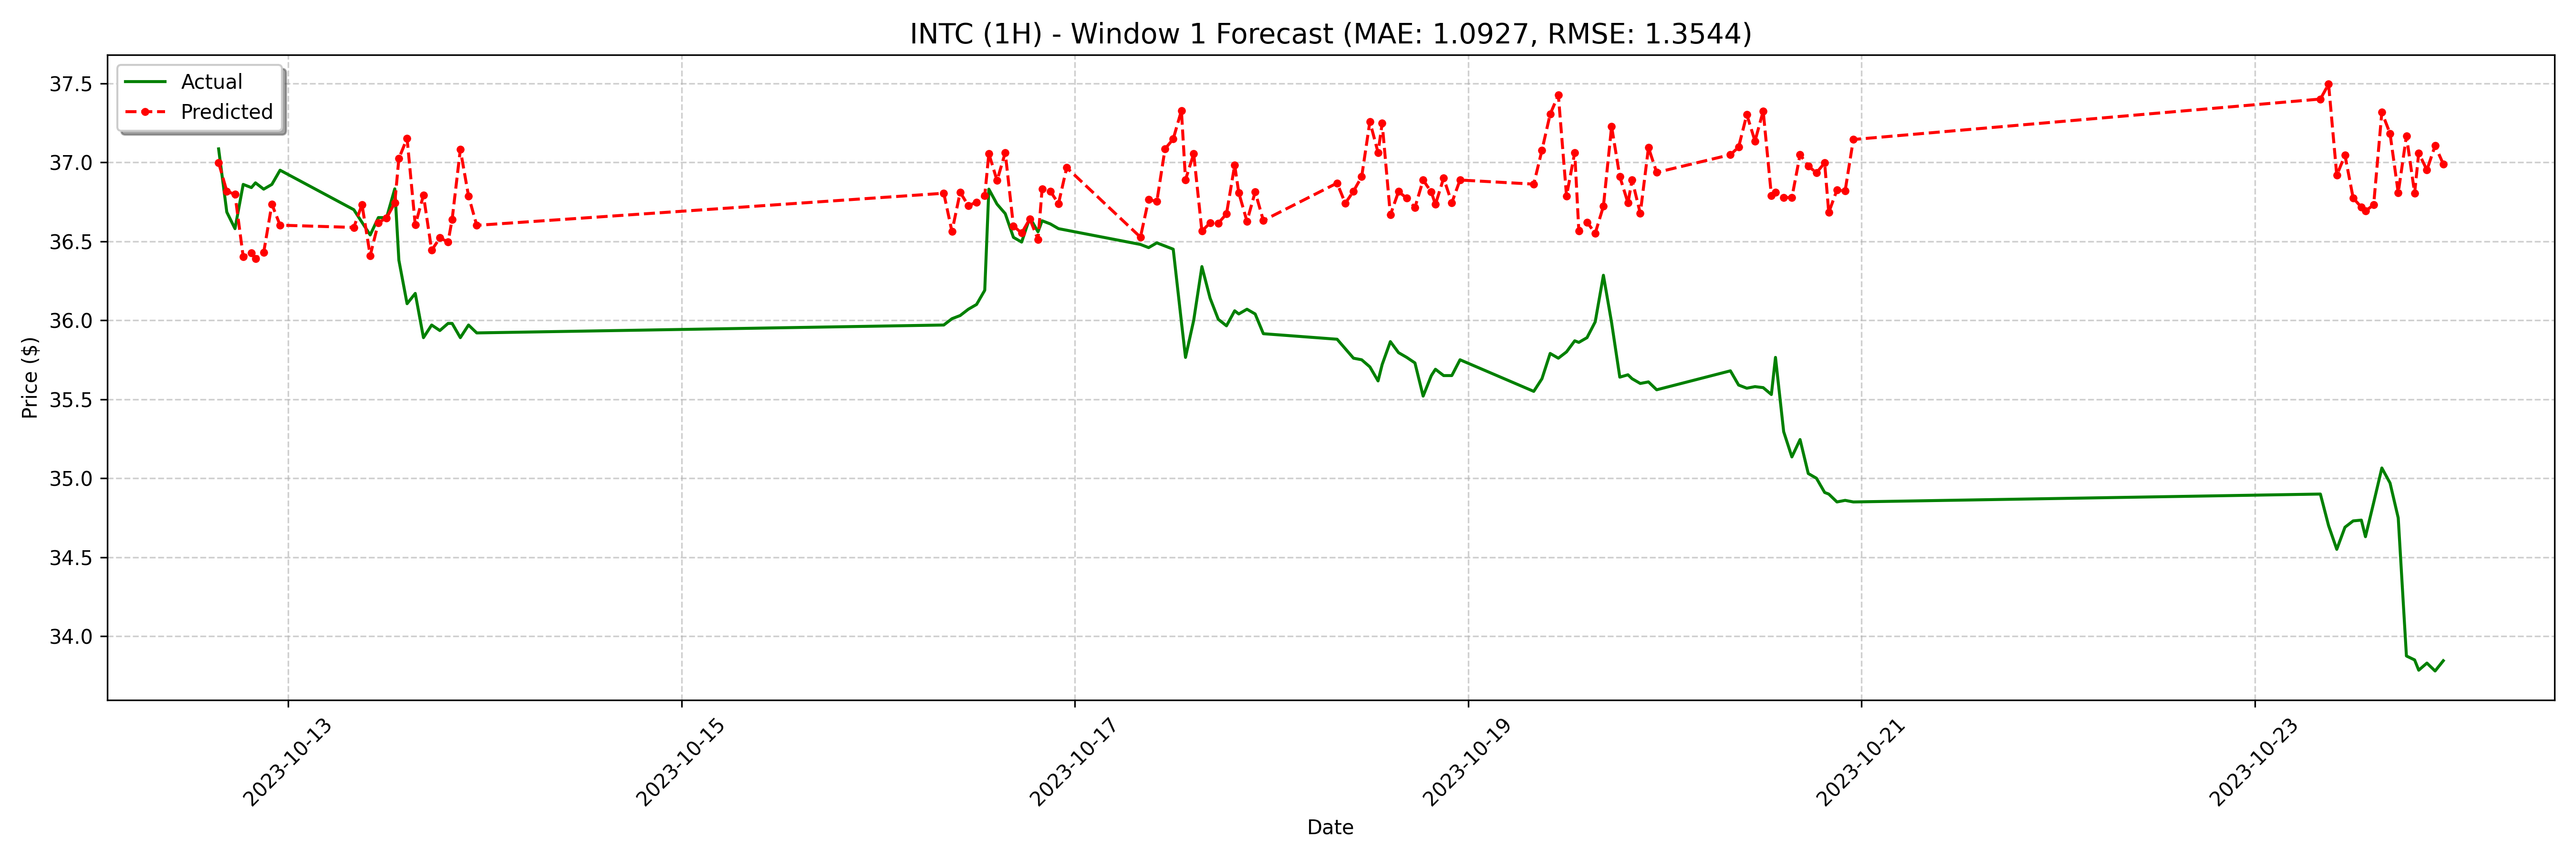 INTC (1H) - Window 1 Forecast (MAE: 1.0927, RMSE: 1.3544)
Actual
Predicted
Price ($)
37.5
37.0
36.5
36.0
35.5
35.0
34.5
34.0
2023-10-13
2023-10-15
2023-10-17
2023-10-19
2023-10-21
2023-10-23
Date